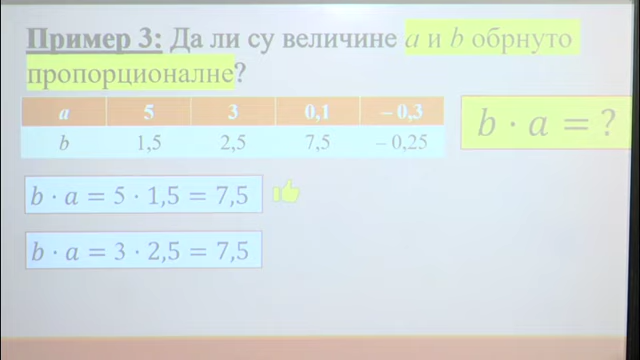 Пример 3: Да ли су величине a и b обрнуто
пропорционалне?
a 5 3 0,1 – 0,3
b 1,5 2,5 7,5 – 0,25
b · a = ?
b · a = 5 · 1,5 = 7,5
b · a = 3 · 2,5 = 7,5